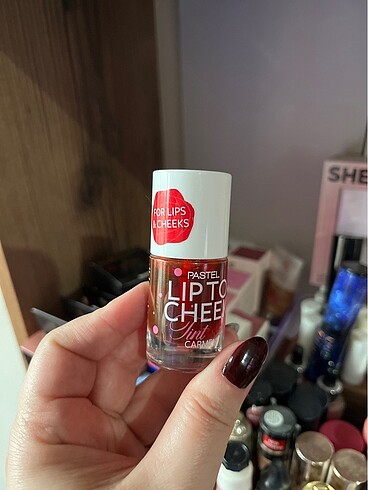 FOR LIPS
& CHEEKS
PASTEL
LIP TO
CHEE
Tint
CARM
SHE